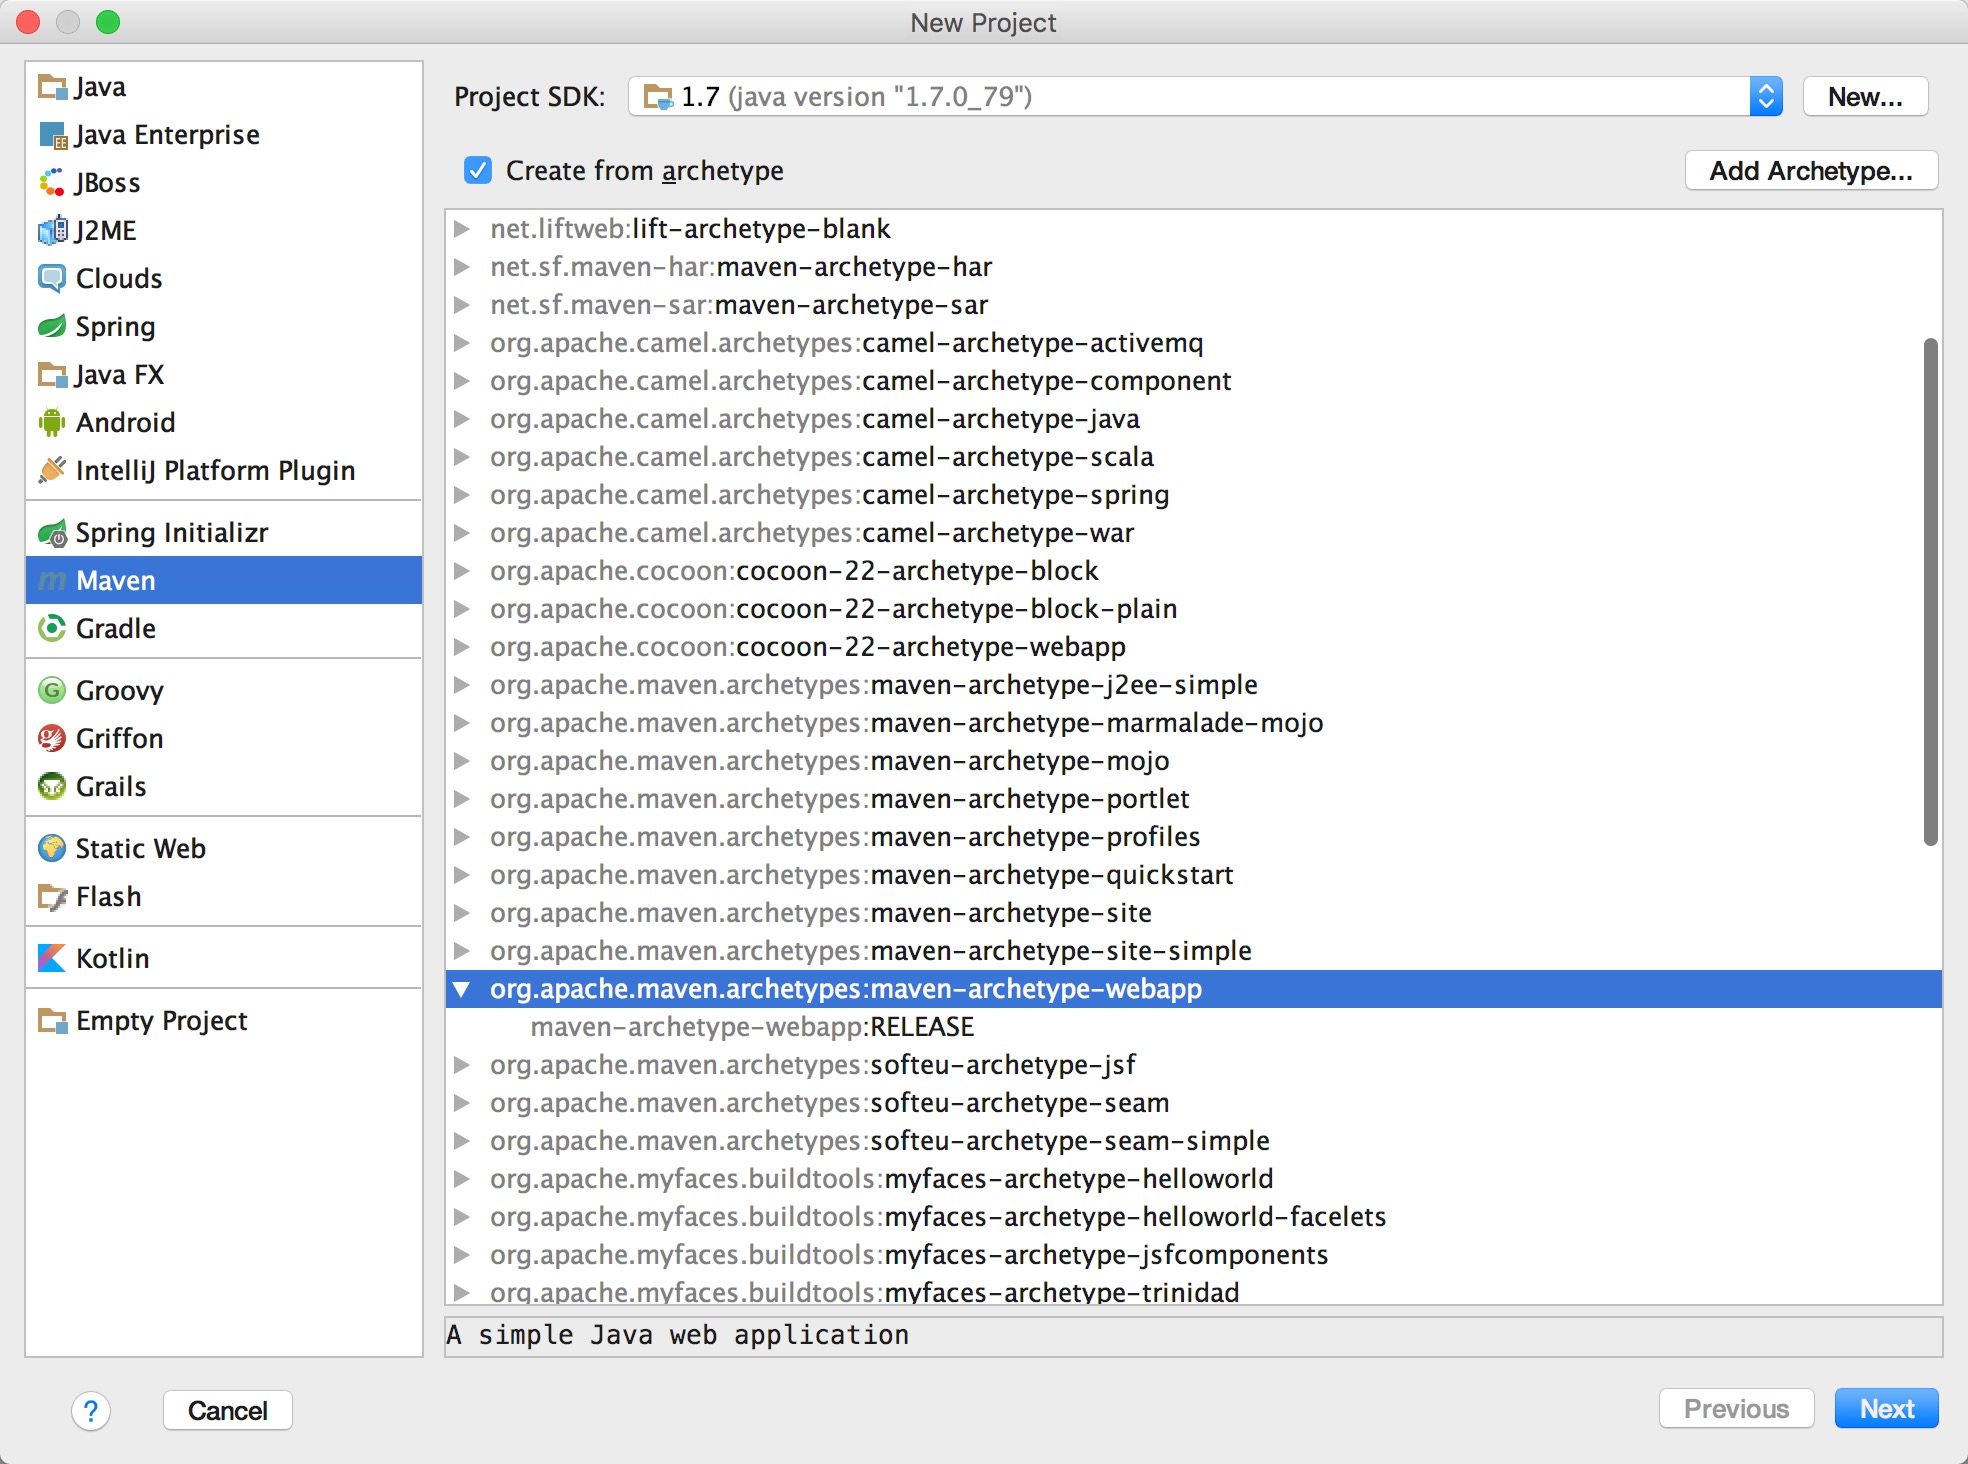 New Project
Java
Java Enterprise
JBoss
J2ME
Clouds
Spring
Java FX
Android
IntelliJ Platform Plugin
Spring Initializr
m Maven
Gradle
G Groovy
Griffon
Grails
Static Web
Flash
Kotlin
Empty Project
Project SDK: 1.7 (java version "1.7.0_79") New...
Create from archetype Add Archetype...
net.liftweb:lift-archetype-blank
net.sf.maven-har:maven-archetype-har
net.sf.maven-sar:maven-archetype-sar
org.apache.camel.archetypes:camel-archetype-activemq
org.apache.camel.archetypes:camel-archetype-component
org.apache.camel.archetypes:camel-archetype-java
org.apache.camel.archetypes:camel-archetype-scala
org.apache.camel.archetypes:camel-archetype-spring
org.apache.camel.archetypes:camel-archetype-war
org.apache.cocoon:cocoon-22-archetype-block
org.apache.cocoon:cocoon-22-archetype-block-plain
org.apache.cocoon:cocoon-22-archetype-webapp
org.apache.maven.archetypes:maven-archetype-j2ee-simple
org.apache.maven.archetypes:maven-archetype-marmalade-mojo
org.apache.maven.archetypes:maven-archetype-mojo
org.apache.maven.archetypes:maven-archetype-portlet
org.apache.maven.archetypes:maven-archetype-profiles
org.apache.maven.archetypes:maven-archetype-quickstart
org.apache.maven.archetypes:maven-archetype-site
org.apache.maven.archetypes:maven-archetype-site-simple
org.apache.maven.archetypes:maven-archetype-webapp
maven-archetype-webapp:RELEASE
org.apache.maven.archetypes:softeu-archetype-jsf
org.apache.maven.archetypes:softeu-archetype-seam
org.apache.maven.archetypes:softeu-archetype-seam-simple
org.apache.myfaces.buildtools:myfaces-archetype-helloworld
org.apache.myfaces.buildtools:myfaces-archetype-helloworld-facelets
org.apache.myfaces.buildtools:myfaces-archetype-jsfcomponents
org.apache.myfaces.buildtools:myfaces-archetype-trinidad
A simple Java web application
? Cancel Previous Next